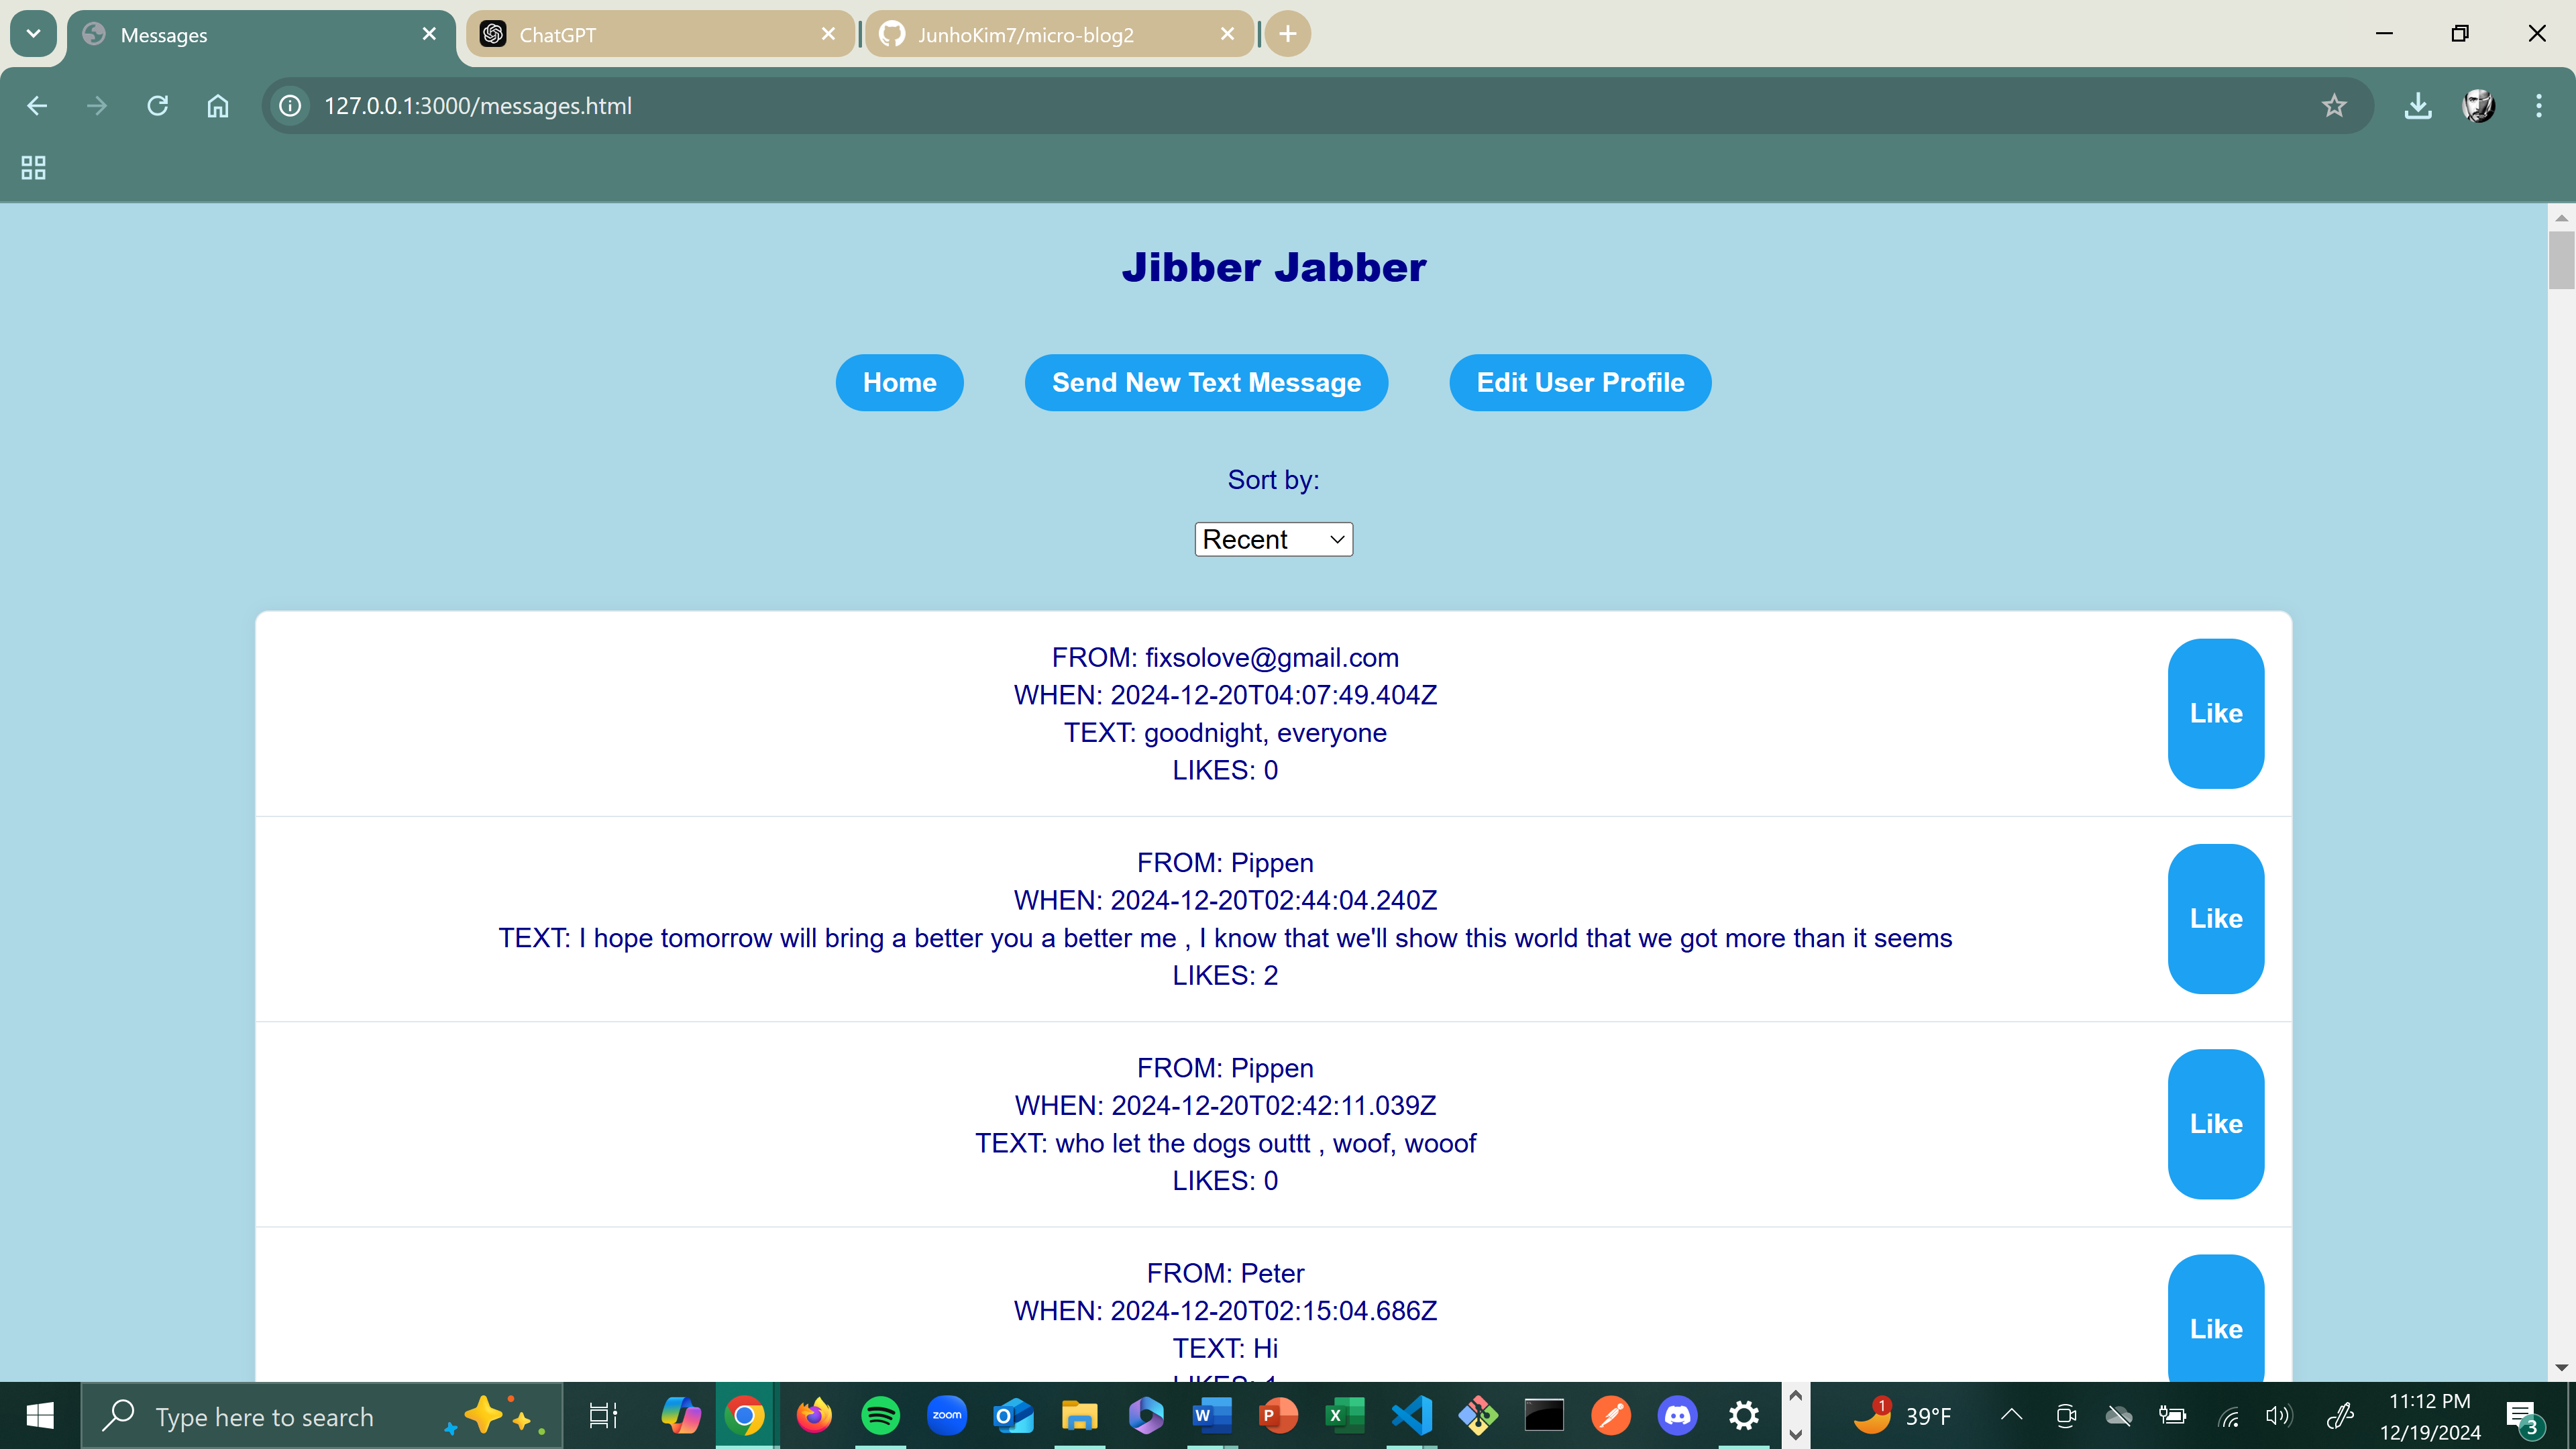 Messages
ChatGPT
JunhoKim7/micro-blog2
127.0.0.1:3000/messages.html
Jibber Jabber
Home
Send New Text Message
Edit User Profile
Sort by:
Recent
FROM: fixsolove@gmail.com
WHEN: 2024-12-20T04:07:49.404Z
TEXT: goodnight, everyone
LIKES: 0
Like
FROM: Pippen
WHEN: 2024-12-20T02:44:04.240Z
TEXT: I hope tomorrow will bring a better you a better me , I know that we'll show this world that we got more than it seems
LIKES: 2
Like
FROM: Pippen
WHEN: 2024-12-20T02:42:11.039Z
TEXT: who let the dogs outtt , woof, wooof
LIKES: 0
Like
FROM: Peter
WHEN: 2024-12-20T02:15:04.686Z
TEXT: Hi
LIKES: 1
Like
Type here to search
zoom
1
39°F
11:12 PM
12/19/2024
3